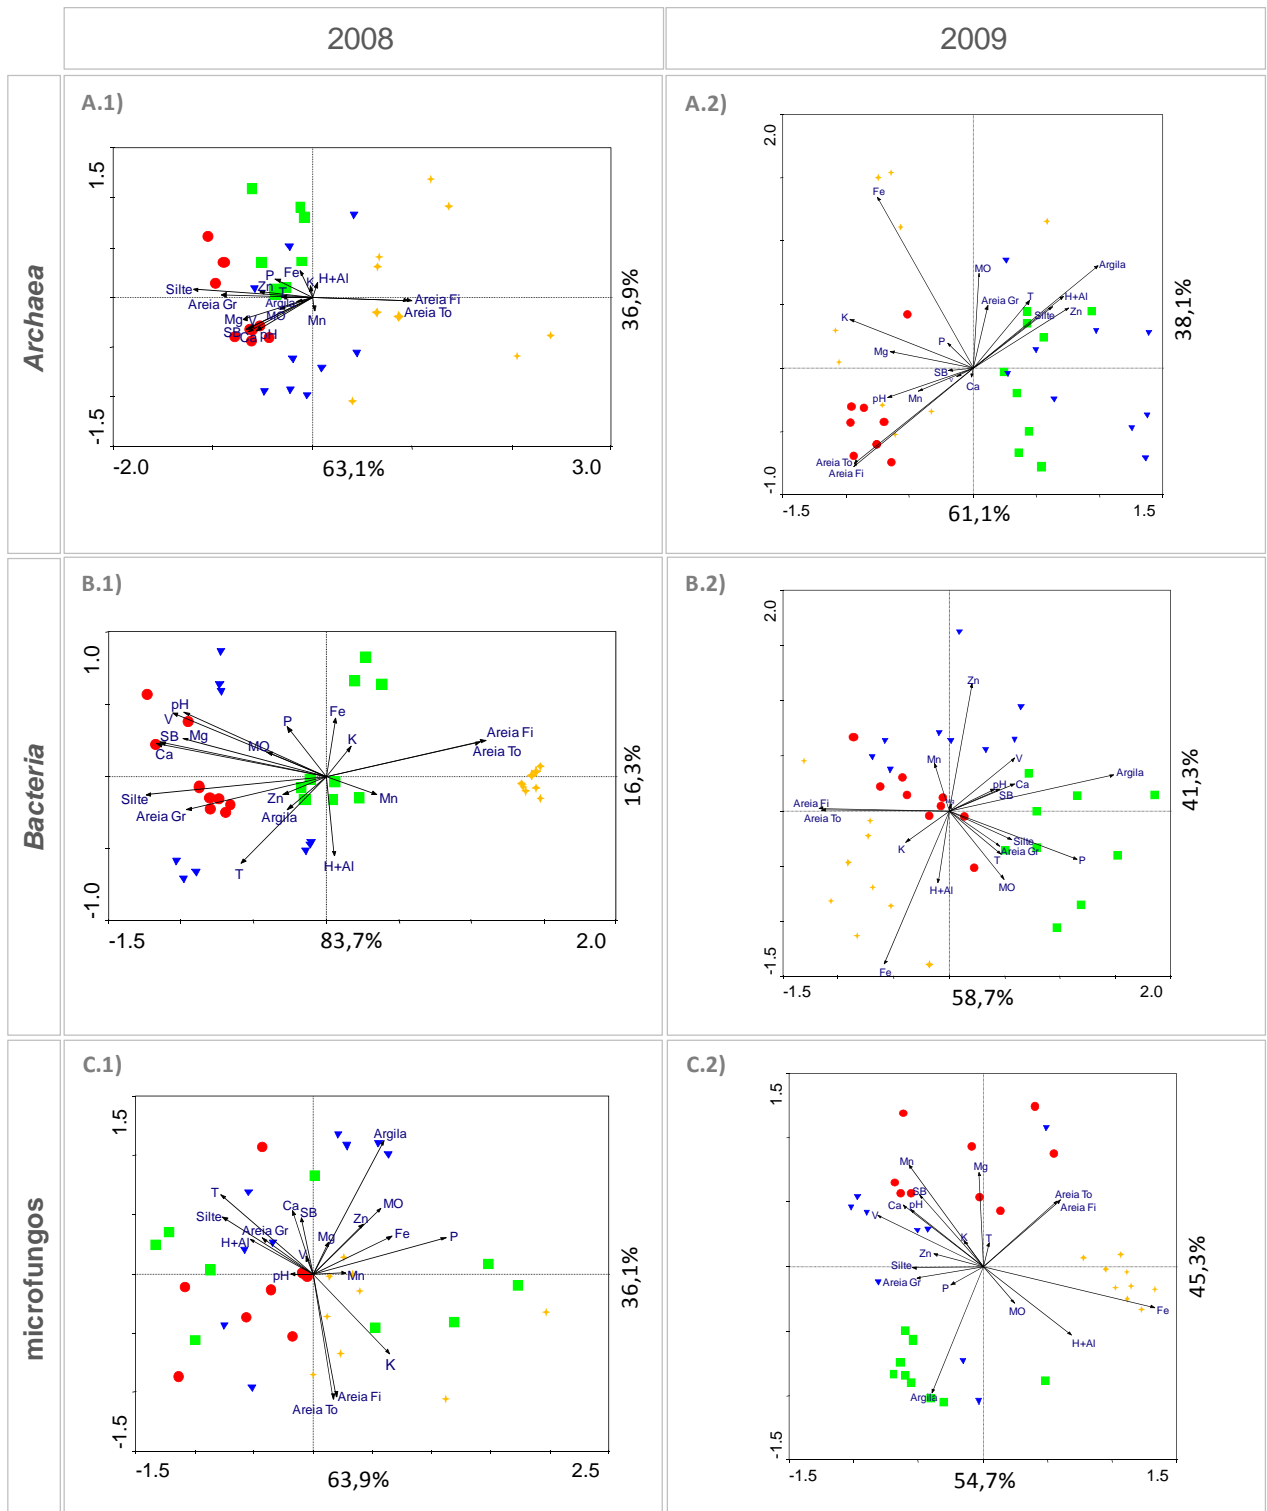 2008
2009
Archaea
A.1)
1.5
-1.5
-2.0
63,1%
3.0
36,9%
P
Fe
K
H+Al
Silte
Zn
T
Areia Gr
Argila
Areia Fi
Areia To
MO
Mn
Mg
V
SB
Ca
pH
A.2)
2.0
-1.0
-1.5
61,1%
1.5
38,1%
Fe
MO
Argila
T
H+Al
Areia Gr
Zn
Silte
K
P
Mg
SB
V
Ca
pH
Mn
Areia To
Areia Fi
Bacteria
B.1)
1.0
-1.0
-1.5
83,7%
2.0
16,3%
pH
V
P
Fe
SB
Mg
K
Areia Fi
Areia To
Ca
MO
Silte
Zn
Mn
Areia Gr
Argila
T
H+Al
B.2)
2.0
-1.5
-1.5
58,7%
2.0
41,3%
Zn
Mn
V
Argila
pH
Ca
SB
Areia Fi
Areia To
K
Silte
Areia Gr
T
P
H+Al
MO
Fe
microfungos
C.1)
1.5
-1.5
-1.5
63,9%
2.5
36,1%
Argila
T
Ca
SB
MO
Silte
Zn
Areia Gr
Mg
Fe
P
H+Al
V
pH
Mn
K
Areia Fi
Areia To
C.2)
1.5
-1.5
-1.5
54,7%
1.5
45,3%
Mn
Mg
SB
Areia To
Ca
pH
Areia Fi
V
K
T
Zn
Silte
Areia Gr
P
MO
Fe
H+Al
Argila